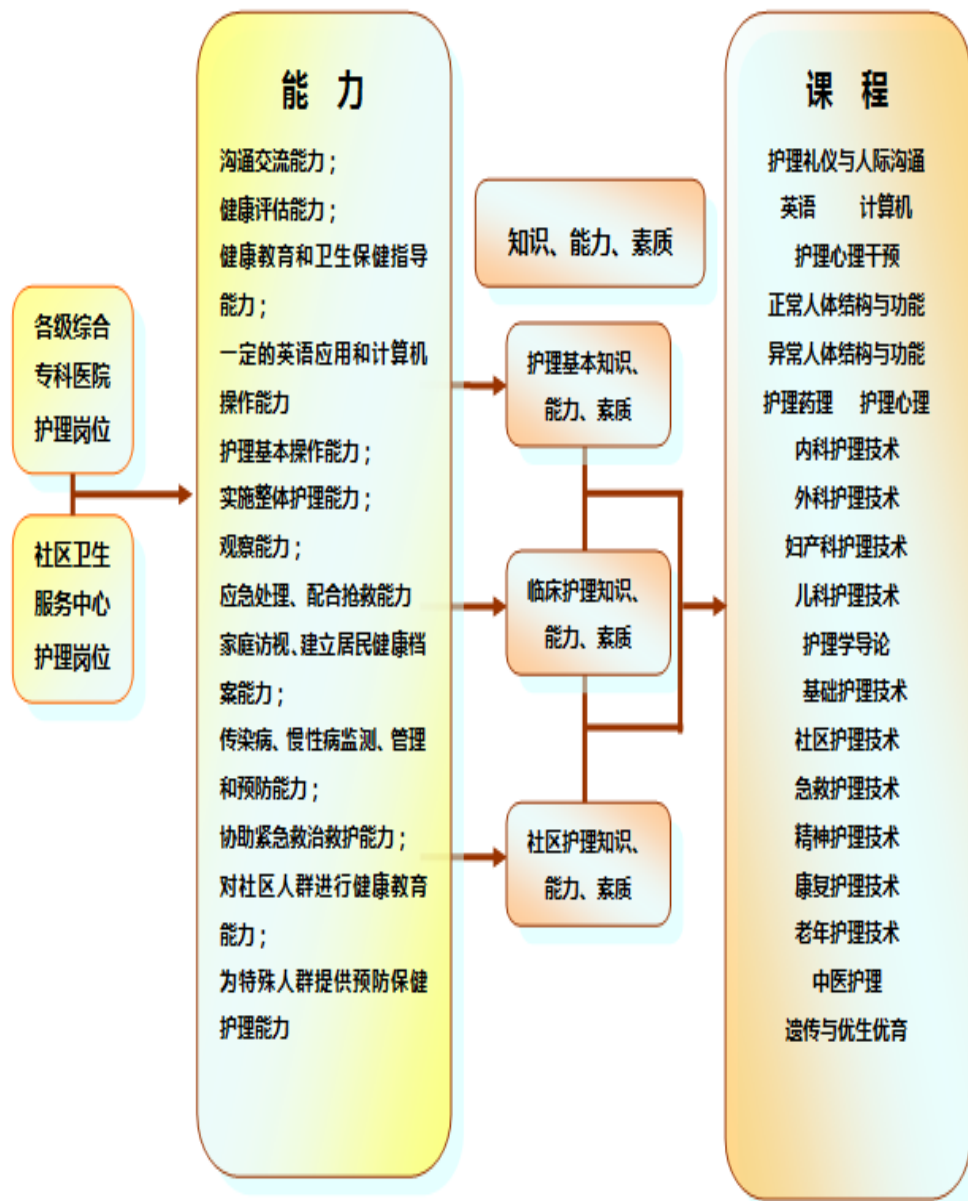 各级综合
专科医院
护理岗位
社区卫生
服务中心
护理岗位
能 力
沟通交流能力；
健康评估能力；
健康教育和卫生保健指导
能力；
一定的英语应用和计算机
操作能力
护理基本操作能力；
实施整体护理能力；
观察能力；
应急处理、配合抢救能力
家庭访视、建立居民健康档
案能力；
传染病、慢性病监测、管理
和预防能力；
协助紧急救治救护能力；
对社区人群进行健康教育
能力；
为特殊人群提供预防保健
护理能力
知识、能力、素质
护理基本知识、
能力、素质
临床护理知识、
能力、素质
社区护理知识、
能力、素质
课 程
护理礼仪与人际沟通
英语 计算机
护理心理干预
正常人体结构与功能
异常人体结构与功能
护理药理 护理心理
内科护理技术
外科护理技术
妇产科护理技术
儿科护理技术
护理学导论
基础护理技术
社区护理技术
急救护理技术
精神护理技术
康复护理技术
老年护理技术
中医护理
遗传与优生优育